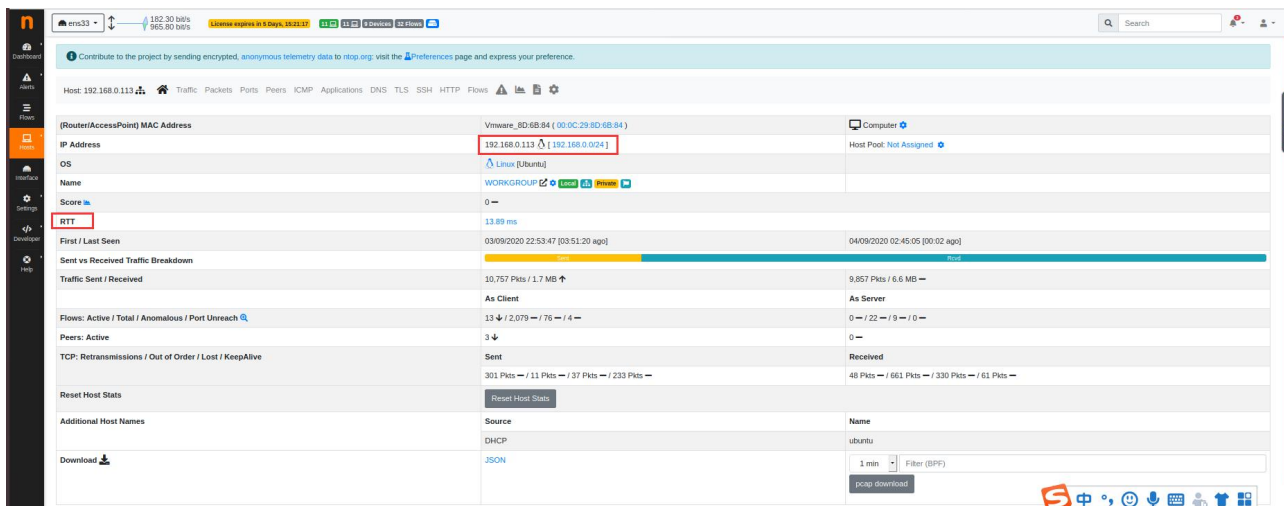 n
ens33
182.30 bit/s
965.80 bit/s
License expires in 5 Days, 15:21:17
11
11
9 Devices
32 Flows
Search
Dashboard
Alerts
Flows
Hosts
Interface
Settings
Developer
Help
Contribute to the project by sending encrypted, anonymous telemetry data to ntop.org: visit the Preferences page and express your preference.
Host: 192.168.0.113 Traffic Packets Ports Peers ICMP Applications DNS TLS SSH HTTP Flows
(Router/AccessPoint) MAC Address Vmware_8D:6B:84 ( 00:0C:29:8D:6B:84 ) Computer
IP Address 192.168.0.113 [ 192.168.0.0/24 ] Host Pool: Not Assigned
OS Linux [Ubuntu]
Name WORKGROUP Local Private
Score 0
RTT 13.89 ms
First / Last Seen 03/09/2020 22:53:47 [03:51:20 ago] 04/09/2020 02:45:05 [00:02 ago]
Sent vs Received Traffic Breakdown Sent Rcvd
Traffic Sent / Received 10,757 Pkts / 1.7 MB 9,857 Pkts / 6.6 MB
As Client As Server
Flows: Active / Total / Anomalous / Port Unreach 13 / 2,079 / 76 / 4 0 / 22 / 9 / 0
Peers: Active 3 0
TCP: Retransmissions / Out of Order / Lost / KeepAlive Sent Received
301 Pkts / 11 Pkts / 37 Pkts / 233 Pkts 48 Pkts / 661 Pkts / 330 Pkts / 61 Pkts
Reset Host Stats Reset Host Stats
Additional Host Names Source Name
DHCP ubuntu
Download JSON 1 min Filter (BPF)
pcap download
S 中